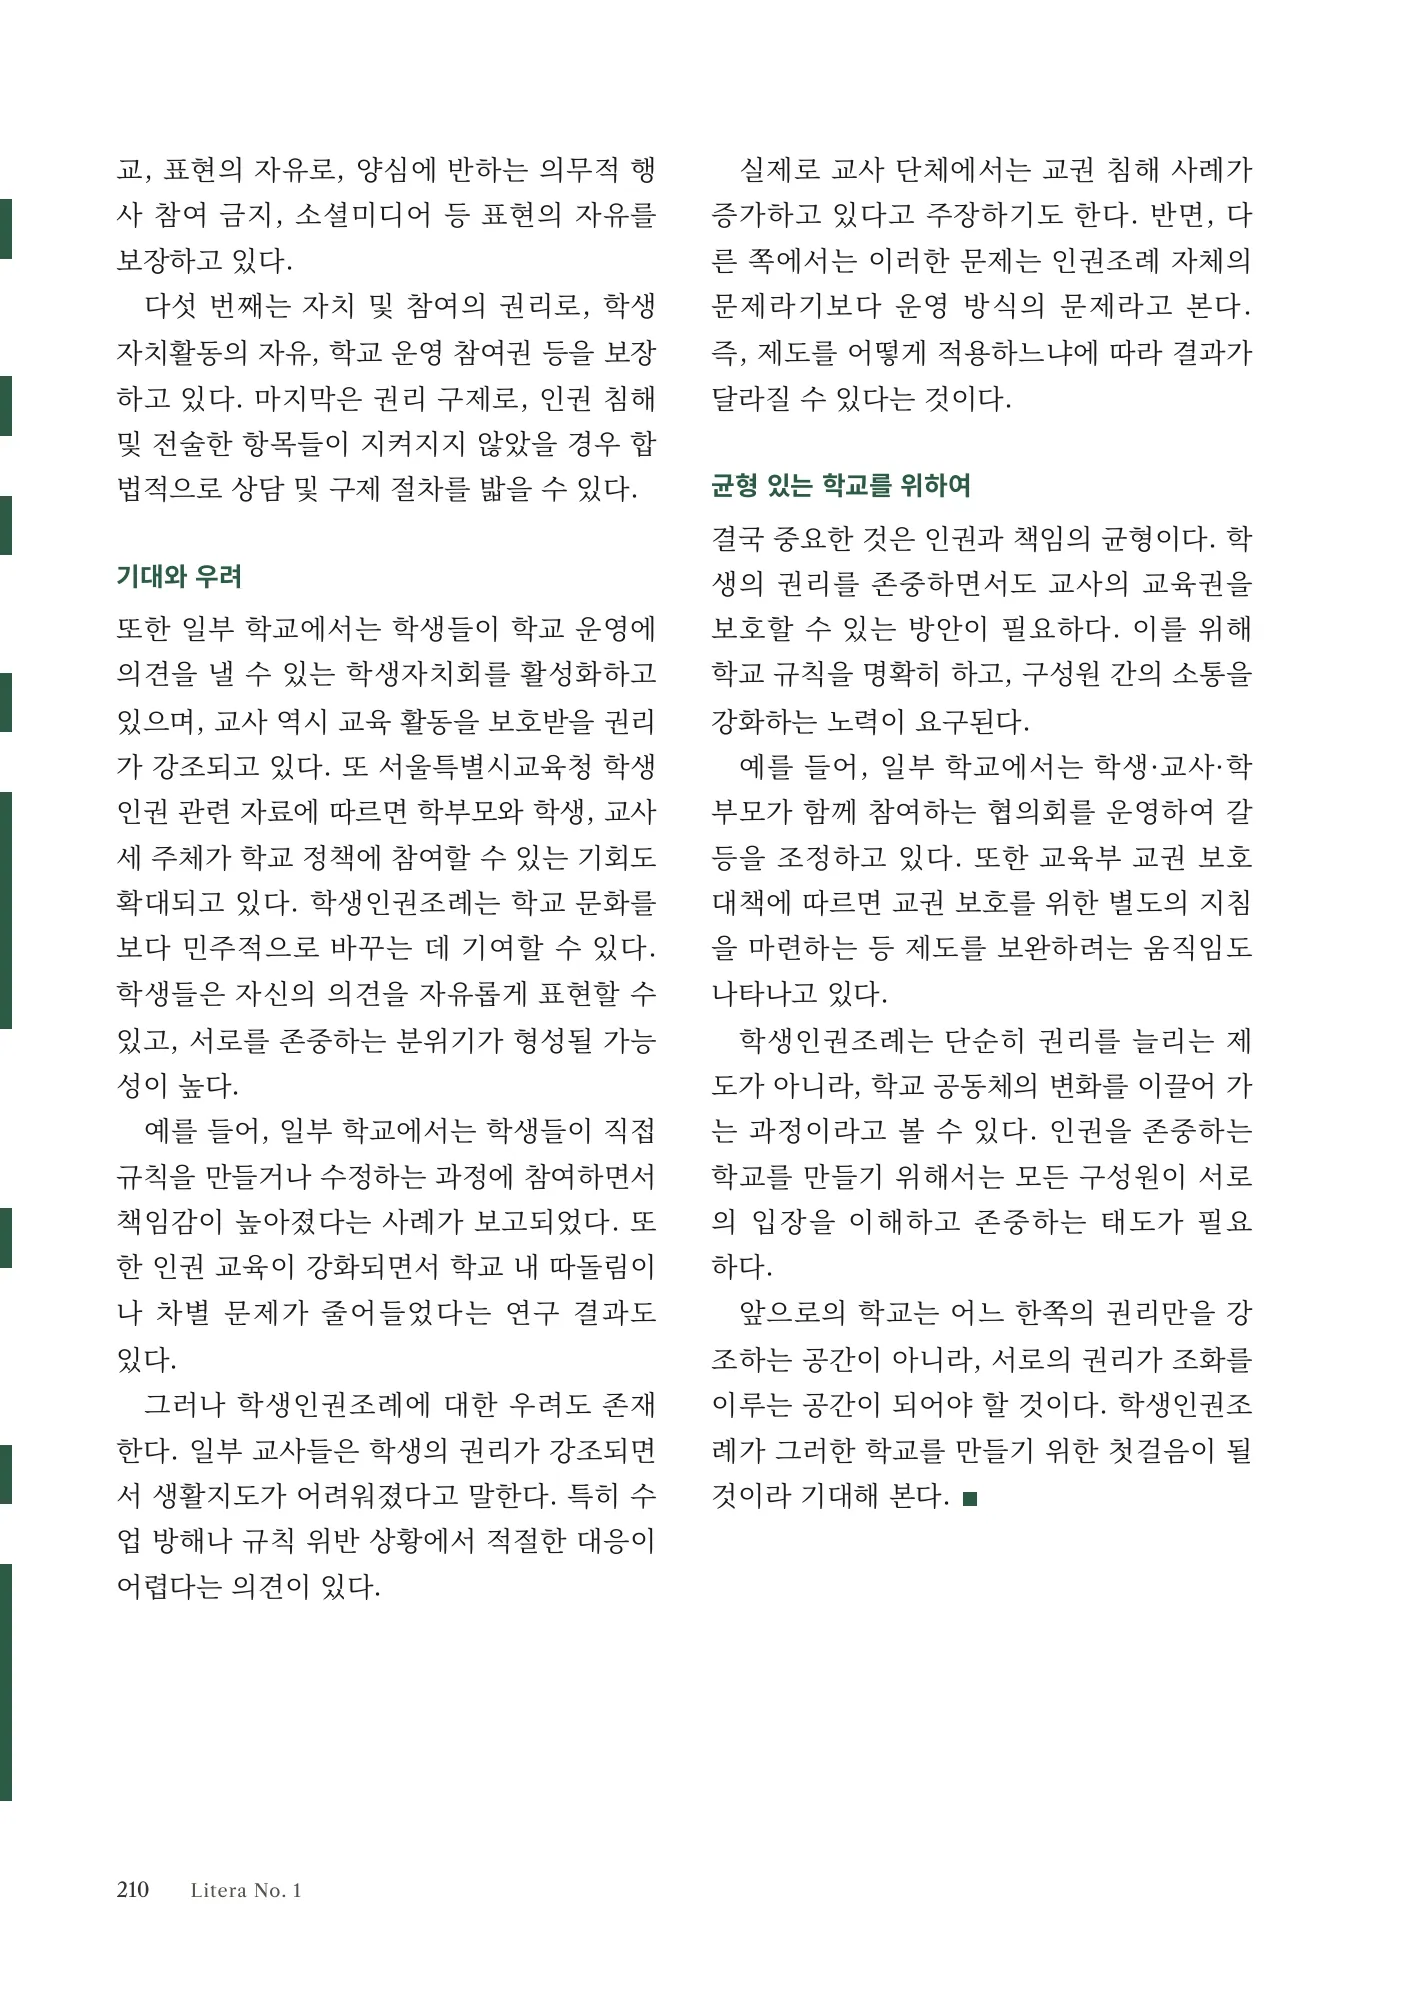 교, 표현의 자유로, 양심에 반하는 의무적 행
사 참여 금지, 소셜미디어 등 표현의 자유를
보장하고 있다.
다섯 번째는 자치 및 참여의 권리로, 학생
자치활동의 자유, 학교 운영 참여권 등을 보장
하고 있다. 마지막은 권리 구제로, 인권 침해
및 전술한 항목들이 지켜지지 않았을 경우 합
법적으로 상담 및 구제 절차를 밟을 수 있다.
기대와 우려
또한 일부 학교에서는 학생들이 학교 운영에
의견을 낼 수 있는 학생자치회를 활성화하고
있으며, 교사 역시 교육 활동을 보호받을 권리
가 강조되고 있다. 또 서울특별시교육청 학생
인권 관련 자료에 따르면 학부모와 학생, 교사
세 주체가 학교 정책에 참여할 수 있는 기회도
확대되고 있다. 학생인권조례는 학교 문화를
보다 민주적으로 바꾸는 데 기여할 수 있다.
학생들은 자신의 의견을 자유롭게 표현할 수
있고, 서로를 존중하는 분위기가 형성될 가능
성이 높다.
예를 들어, 일부 학교에서는 학생들이 직접
규칙을 만들거나 수정하는 과정에 참여하면서
책임감이 높아졌다는 사례가 보고되었다. 또
한 인권 교육이 강화되면서 학교 내 따돌림이
나 차별 문제가 줄어들었다는 연구 결과도
있다.
그러나 학생인권조례에 대한 우려도 존재
한다. 일부 교사들은 학생의 권리가 강조되면
서 생활지도가 어려워졌다고 말한다. 특히 수
업 방해나 규칙 위반 상황에서 적절한 대응이
어렵다는 의견이 있다.
실제로 교사 단체에서는 교권 침해 사례가
증가하고 있다고 주장하기도 한다. 반면, 다
른 쪽에서는 이러한 문제는 인권조례 자체의
문제라기보다 운영 방식의 문제라고 본다.
즉, 제도를 어떻게 적용하느냐에 따라 결과가
달라질 수 있다는 것이다.
균형 있는 학교를 위하여
결국 중요한 것은 인권과 책임의 균형이다. 학
생의 권리를 존중하면서도 교사의 교육권을
보호할 수 있는 방안이 필요하다. 이를 위해
학교 규칙을 명확히 하고, 구성원 간의 소통을
강화하는 노력이 요구된다.
예를 들어, 일부 학교에서는 학생·교사·학
부모가 함께 참여하는 협의회를 운영하여 갈
등을 조정하고 있다. 또한 교육부 교권 보호
대책에 따르면 교권 보호를 위한 별도의 지침
을 마련하는 등 제도를 보완하려는 움직임도
나타나고 있다.
학생인권조례는 단순히 권리를 늘리는 제
도가 아니라, 학교 공동체의 변화를 이끌어 가
는 과정이라고 볼 수 있다. 인권을 존중하는
학교를 만들기 위해서는 모든 구성원이 서로
의 입장을 이해하고 존중하는 태도가 필요
하다.
앞으로의 학교는 어느 한쪽의 권리만을 강
조하는 공간이 아니라, 서로의 권리가 조화를
이루는 공간이 되어야 할 것이다. 학생인권조
례가 그러한 학교를 만들기 위한 첫걸음이 될
것이라 기대해 본다. ■
210 Litera No. 1